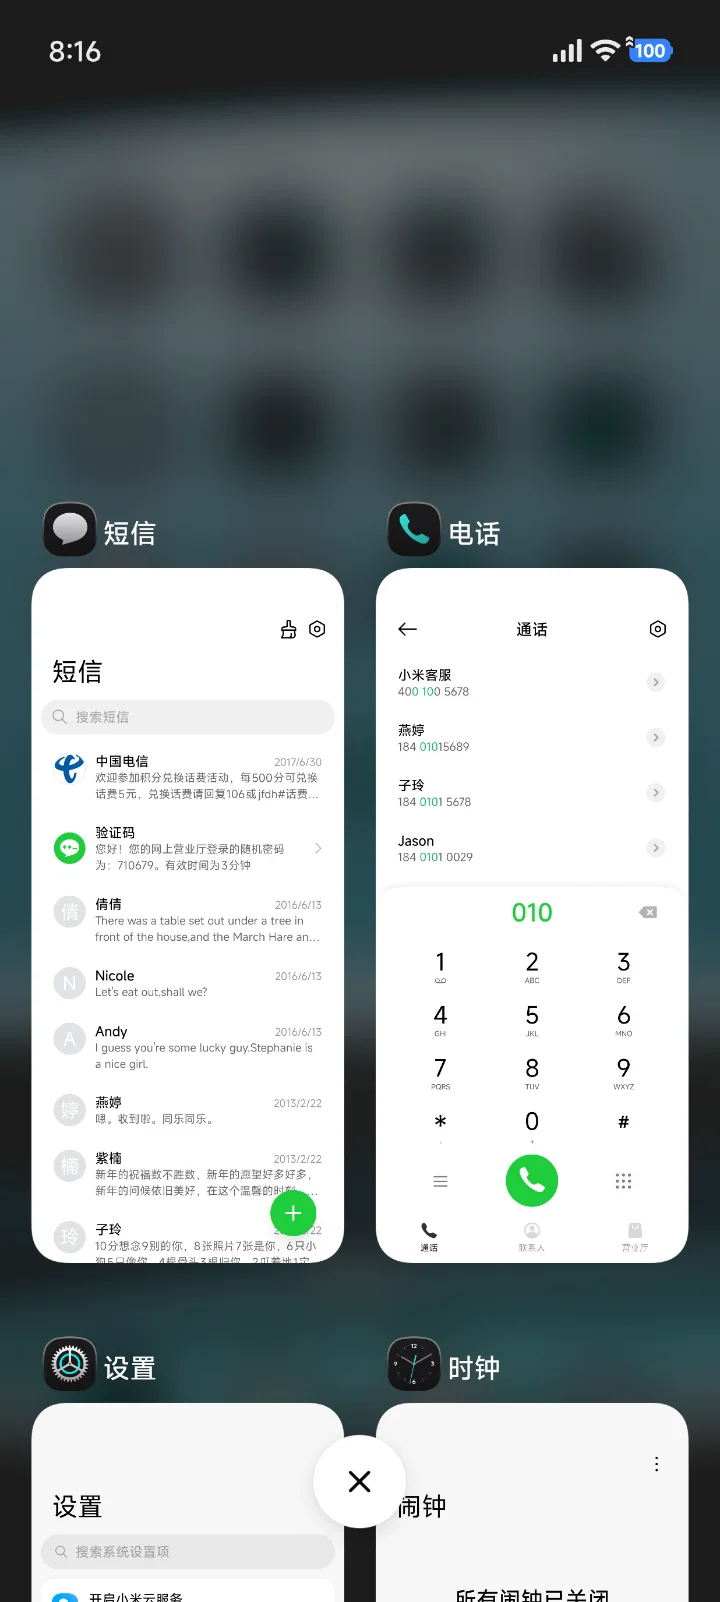 8:16
100
短信
电话
短信
搜索短信
中国电信
2017/6/30
欢迎参加积分兑换话费活动，每500分可兑换
话费5元，兑换话费请回复106或jfdh#话费...
验证码
您好！您的网上营业厅登录的随机密码
为：710679。有效时间为3分钟
倩
倩倩
2016/6/13
There was a table set out under a tree in
front of the house,and the March Hare an...
N
Nicole
2016/6/13
Let's eat out,shall we?
A
Andy
2016/6/13
I guess you're some lucky guy.Stephanie is
a nice girl.
婷
燕婷
2013/2/22
嗯。收到啦。同乐同乐。
楠
紫楠
2013/2/22
新年的祝福数不胜数，新年的愿望好多好多，
新年的问候依旧美好，在这个温馨的时刻，...
玲
子玲
10分想念9别的你，8张照片7张是你，6只小
通话
小米客服
400 100 5678
燕婷
184 01015689
子玲
184 0101 5678
Jason
184 0101 0029
010
1 2 3
ABC DEF
4 5 6
GHI JKL MNO
7 8 9
PQRS TUV WXYZ
* 0 #
, +
通话 联系人 营业厅
设置
时钟
12
3
6
9
设置
搜索系统设置项
开启小米云服务
闹钟
所有闹钟已关闭